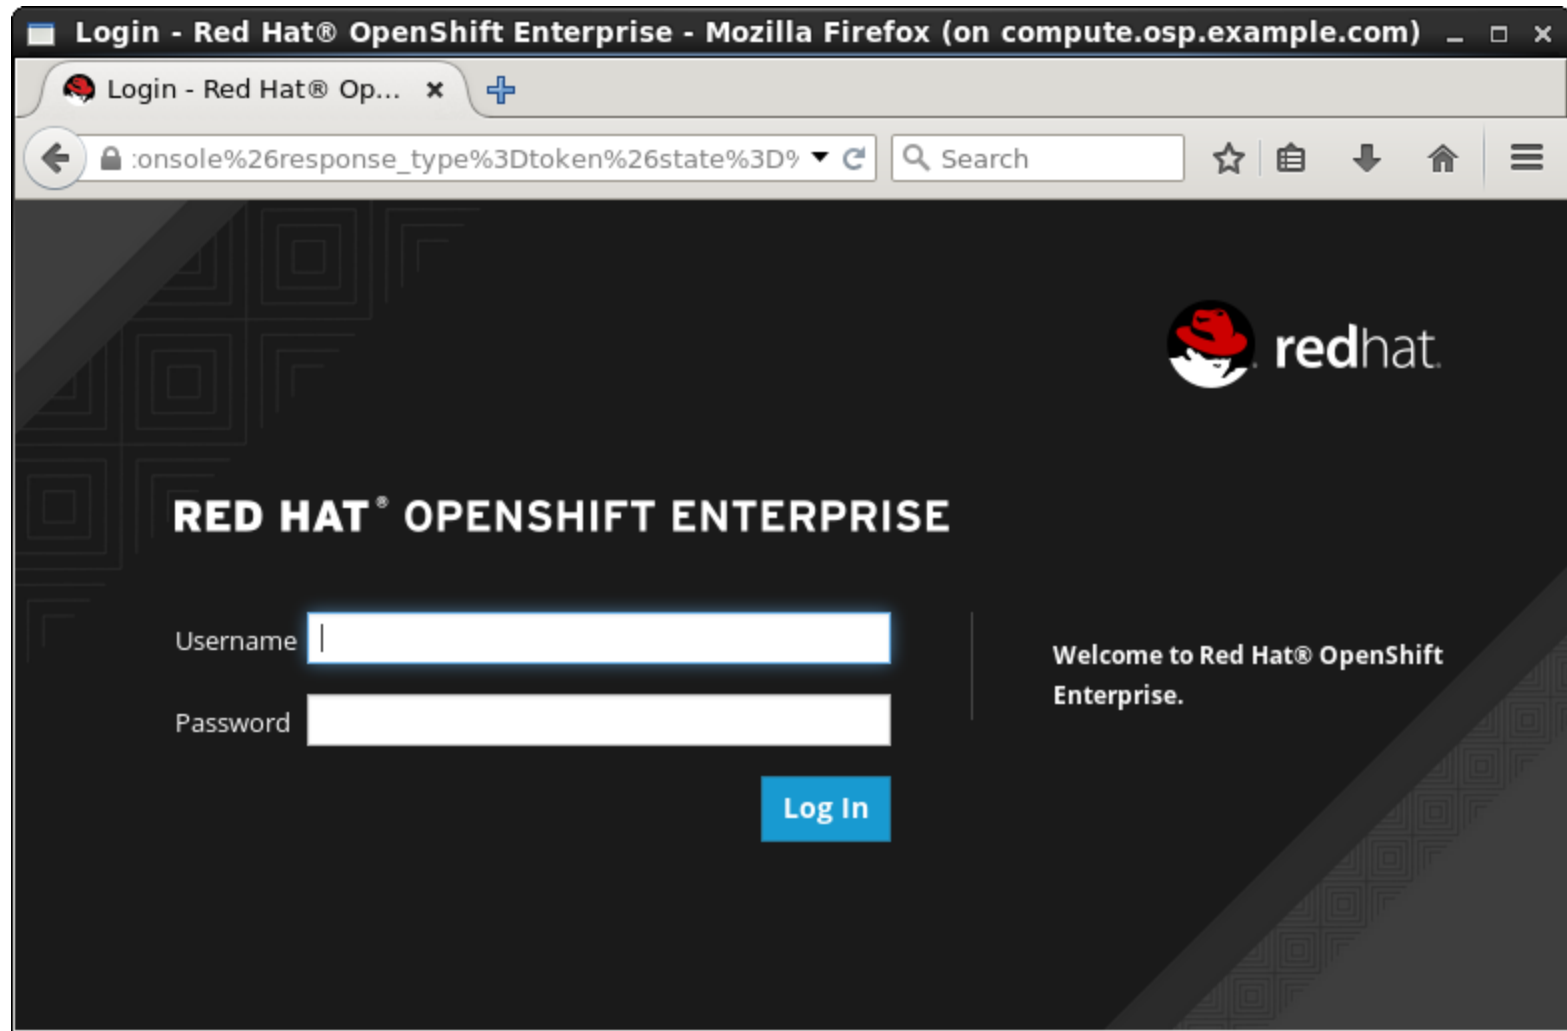 Login - Red Hat® OpenShift Enterprise - Mozilla Firefox (on compute.osp.example.com)
Login - Red Hat® Op...
:onsole%26response_type%3Dtoken%26state%3D%
Search
redhat.
RED HAT® OPENSHIFT ENTERPRISE
Username
Welcome to Red Hat® OpenShift
Enterprise.
Password
Log In